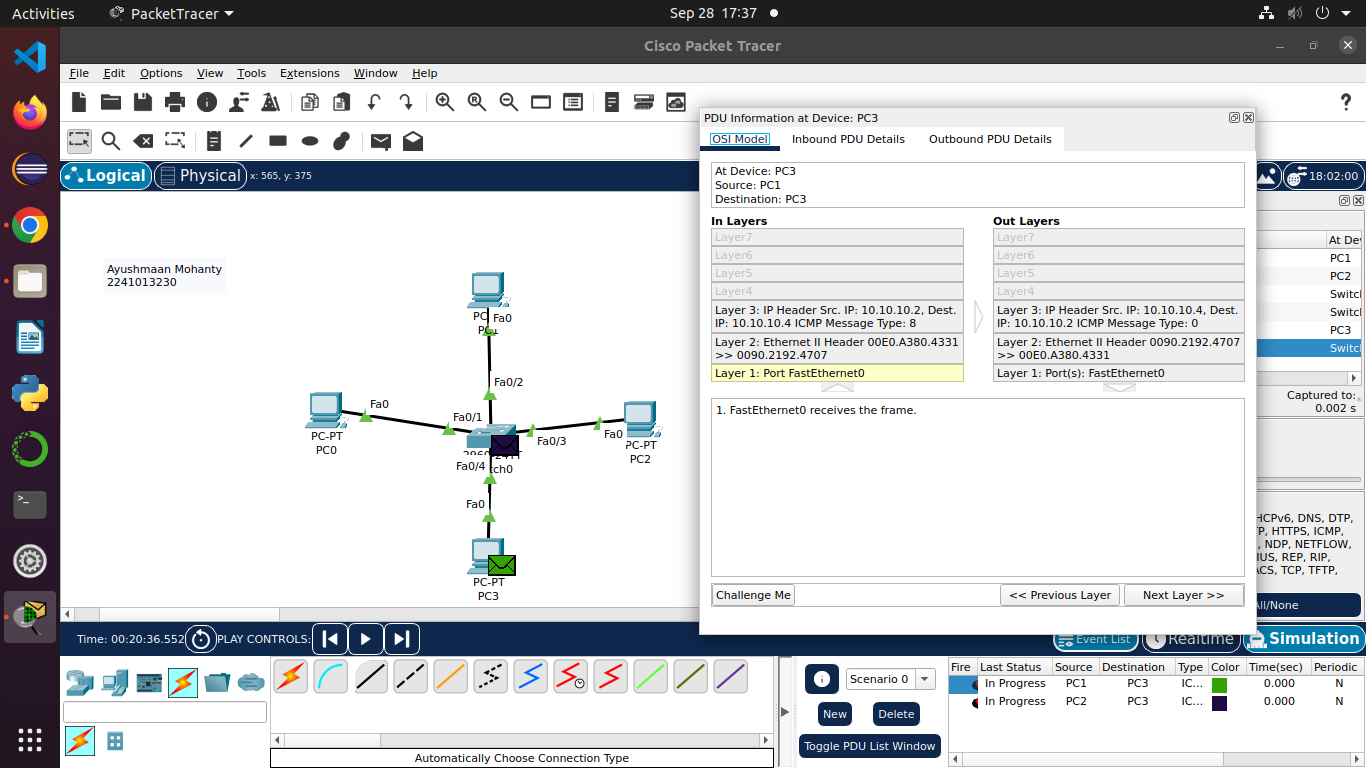 Activities
PacketTracer
Sep 28 17:37
Cisco Packet Tracer
File Edit Options View Tools Extensions Window Help
Logical
Physical
x: 565, y: 375
18:02:00
PDU Information at Device: PC3
OSI Model
Inbound PDU Details
Outbound PDU Details
At Device: PC3
Source: PC1
Destination: PC3
In Layers
Layer7
Layer6
Layer5
Layer4
Layer 3: IP Header Src. IP: 10.10.10.2, Dest.
IP: 10.10.10.4 ICMP Message Type: 8
Layer 2: Ethernet II Header 00E0.A380.4331
>> 0090.2192.4707
Layer 1: Port FastEthernet0
Out Layers
Layer7
Layer6
Layer5
Layer4
Layer 3: IP Header Src. IP: 10.10.10.4, Dest.
IP: 10.10.10.2 ICMP Message Type: 0
Layer 2: Ethernet II Header 0090.2192.4707
>> 00E0.A380.4331
Layer 1: Port(s): FastEthernet0
1. FastEthernet0 receives the frame.
Challenge Me
<< Previous Layer
Next Layer >>
Ayushmaan Mohanty
2241013230
PC
Fa0
Fa0/2
Fa0
Fa0/1
PC-PT
PC0
Fa0/3
Fa0
PC-PT
PC2
Fa0/4
tch0
Fa0
PC-PT
PC3
At De
PC1
PC2
Switc
Switc
PC3
Switc
Captured to:
0.002 s
HCPv6, DNS, DTP,
P, HTTPS, ICMP,
, NDP, NETFLOW,
IUS, REP, RIP,
ACS, TCP, TFTP,
All/None
Time: 00:20:36.552
PLAY CONTROLS:
Event List
Realtime
Simulation
Automatically Choose Connection Type
Scenario 0
New
Delete
Toggle PDU List Window
Fire Last Status Source Destination Type Color Time(sec) Periodic
In Progress PC1 PC3 IC... 0.000 N
In Progress PC2 PC3 IC... 0.000 N